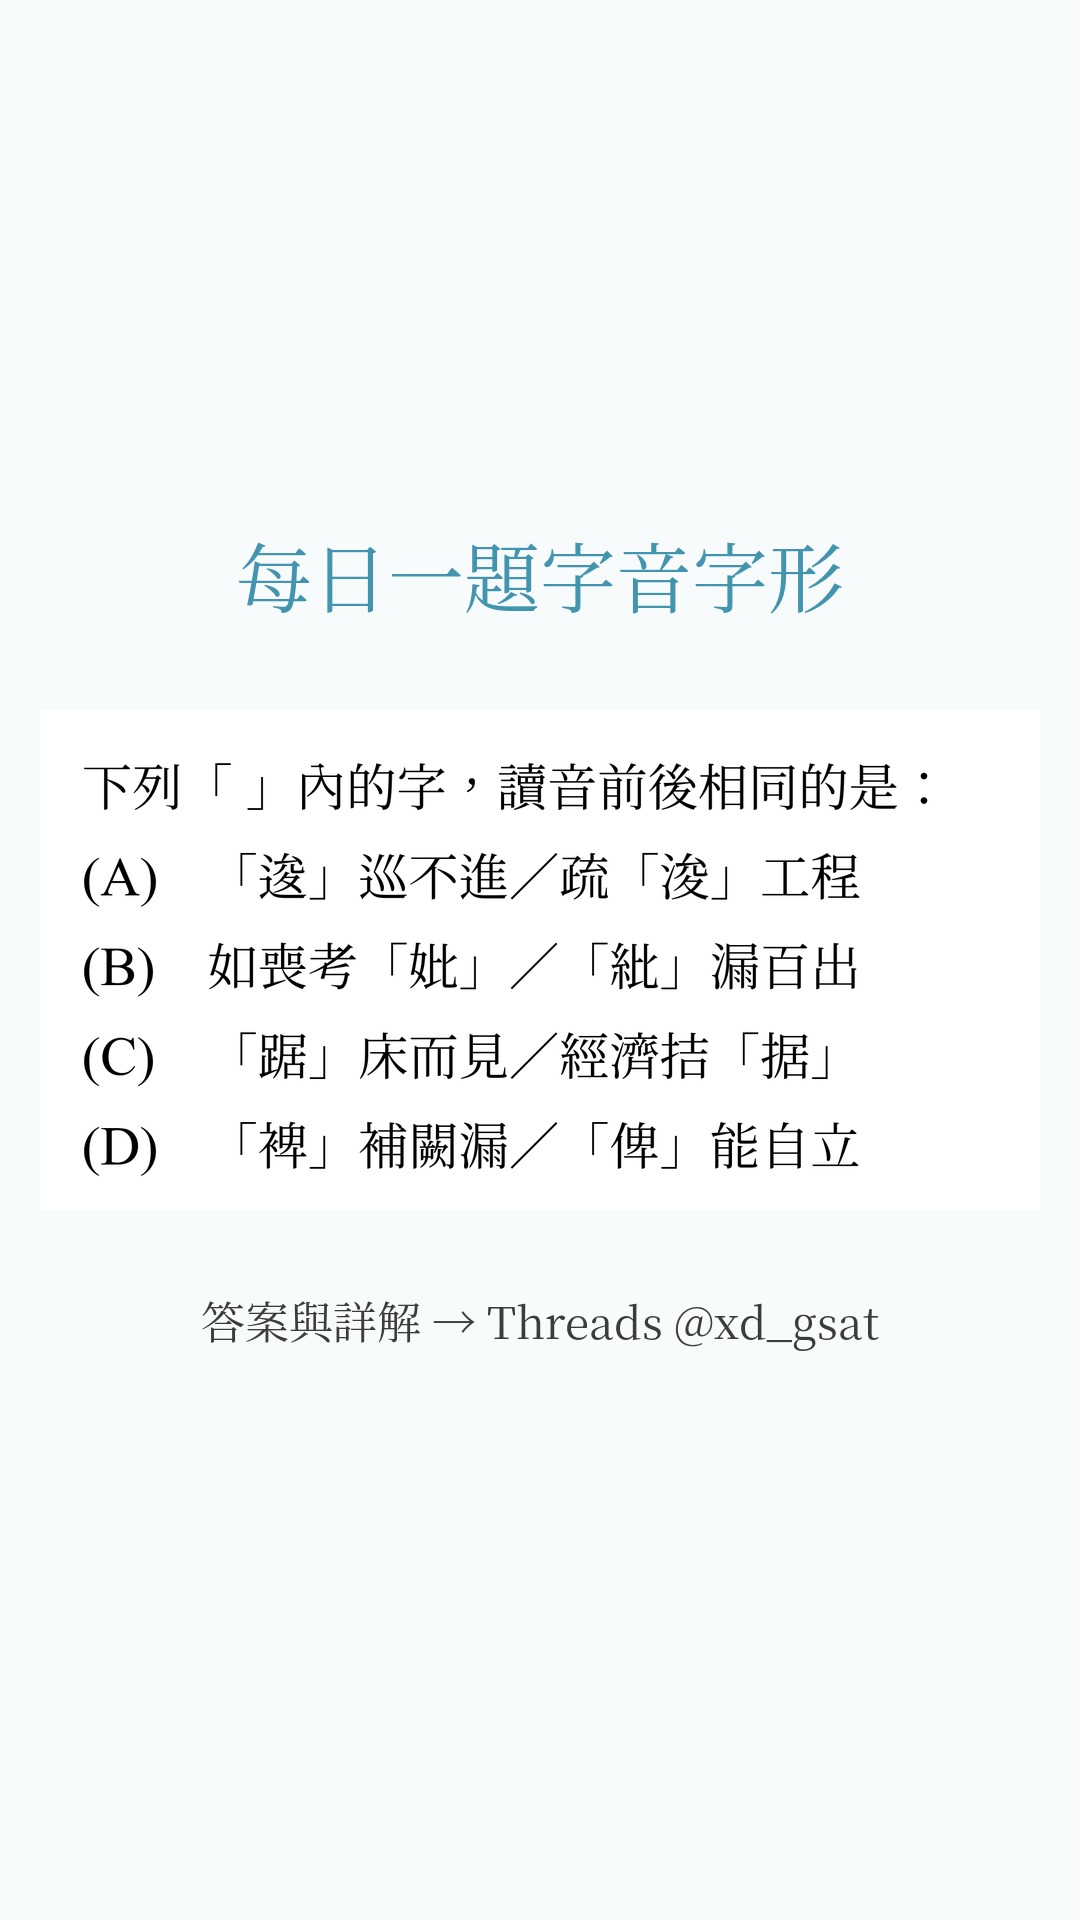 每日一題字音字形
下列「 」內的字，讀音前後相同的是：
(A) 「逡」巡不進／疏「浚」工程
(B) 如喪考「妣」／「紕」漏百出
(C) 「踞」床而見／經濟拮「据」
(D) 「裨」補闕漏／「俾」能自立
答案與詳解 → Threads @xd_gsat